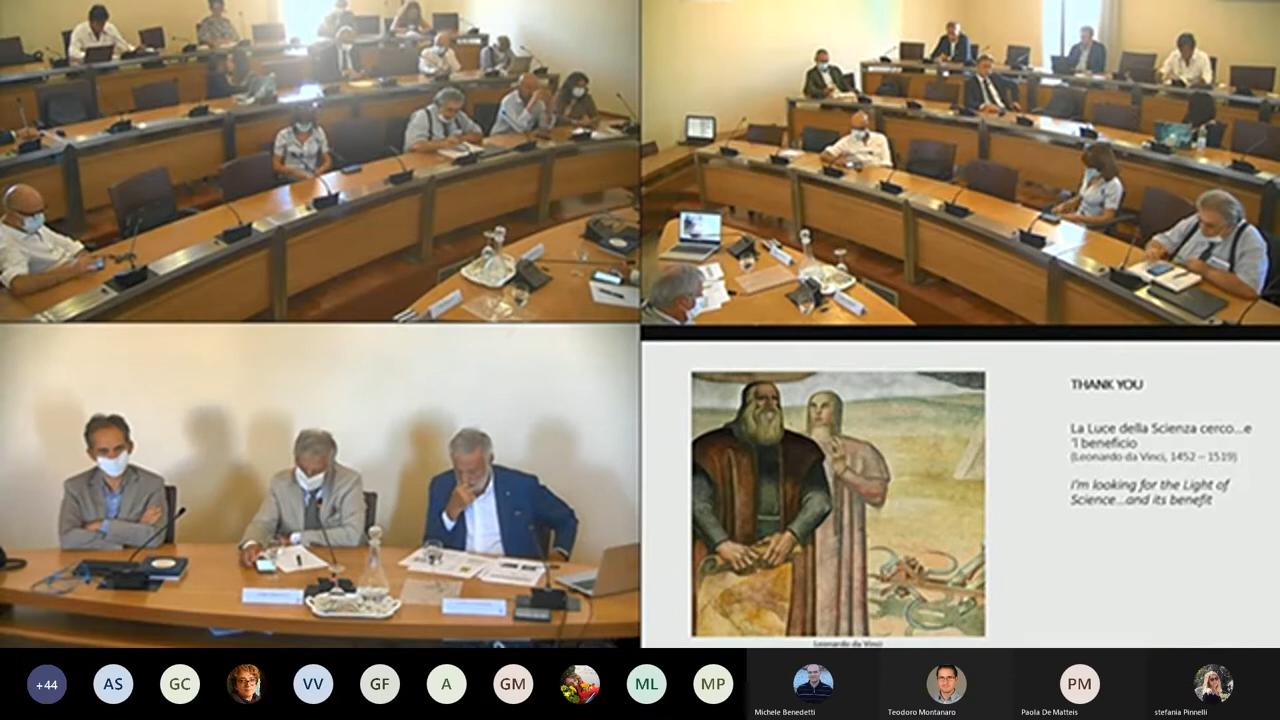 THANK YOU
La Luce della Scienza cerco...e
'l beneficio
(Leonardo da Vinci, 1452 – 1519)
I'm looking for the Light of
Science...and its benefit
Leonardo da Vinci
+44
AS
GC
VV
GF
A
GM
ML
MP
PM
Michele Benedetti
Teodoro Montanaro
Paola De Matteis
stefania Pinnelli